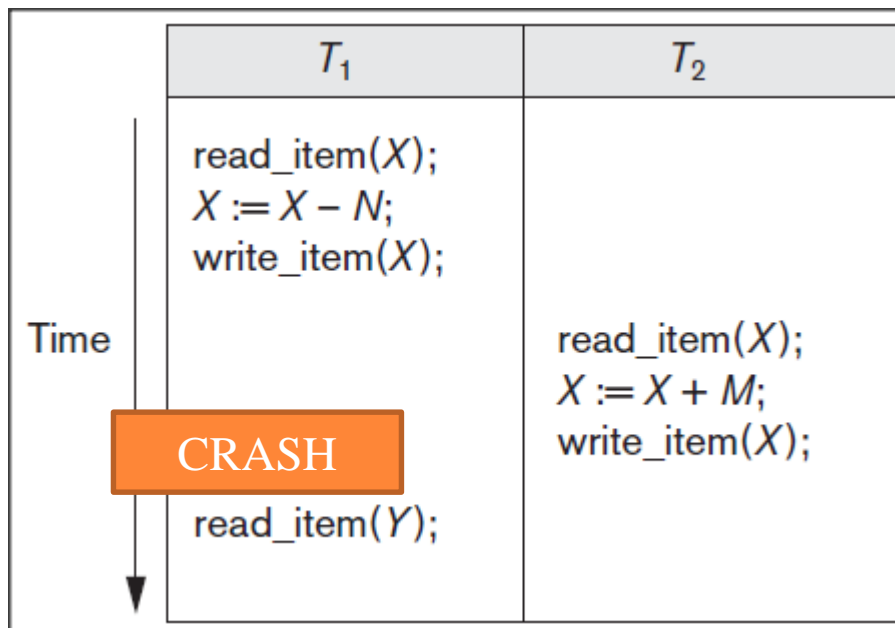 T₁ T₂
read_item(X);
X := X – N;
write_item(X);
Time
read_item(X);
X := X + M;
write_item(X);
CRASH
read_item(Y);